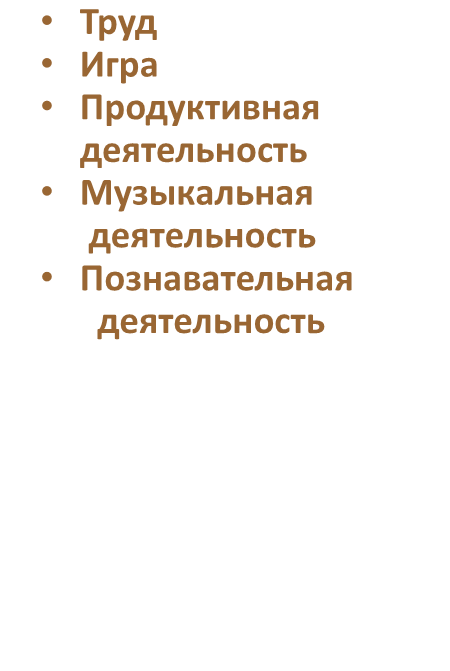 • Труд
• Игра
• Продуктивная
деятельность
• Музыкальная
деятельность
• Познавательная
деятельность